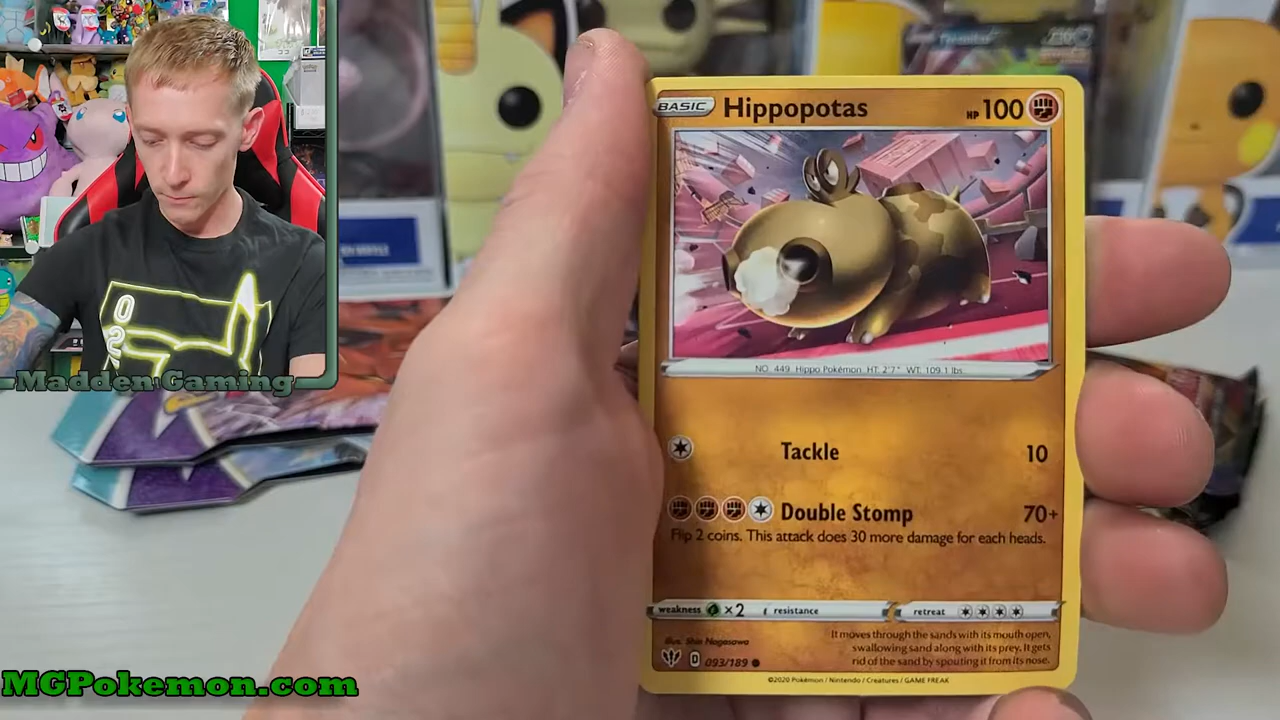 BASIC Hippopotas HP 100
NO. 449 Hippo Pokémon HT: 2'7" WT: 109.1 lbs.
Tackle 10
Double Stomp 70+
Flip 2 coins. This attack does 30 more damage for each heads.
weakness ×2 resistance retreat
Illus. Shin Nagasawa
It moves through the sands with its mouth open,
swallowing sand along with its prey. It gets
rid of the sand by spouting it from its nose.
D 093/189
©2020 Pokémon / Nintendo / Creatures / GAME FREAK
02
Madden Gaming
MGPokemon.com